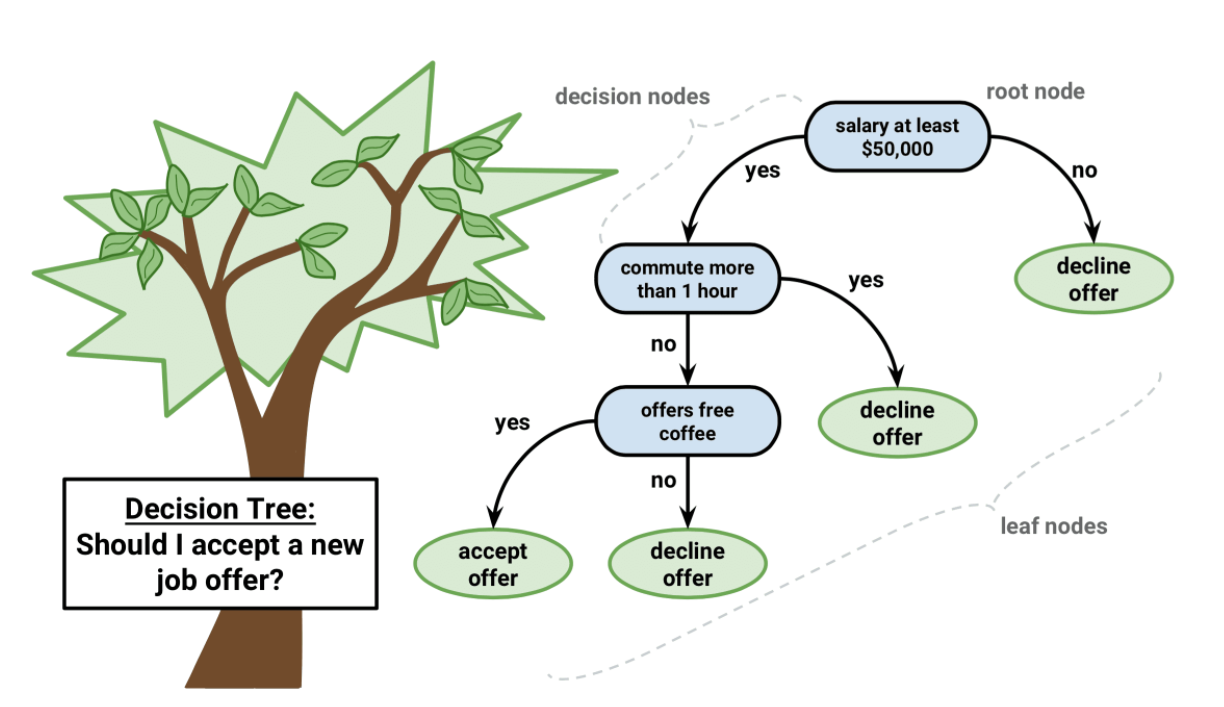 decision nodes
root node
salary at least
$50,000
yes
no
commute more
than 1 hour
yes
decline
offer
no
offers free
coffee
decline
offer
yes
no
accept
offer
decline
offer
leaf nodes
Decision Tree:
Should I accept a new
job offer?